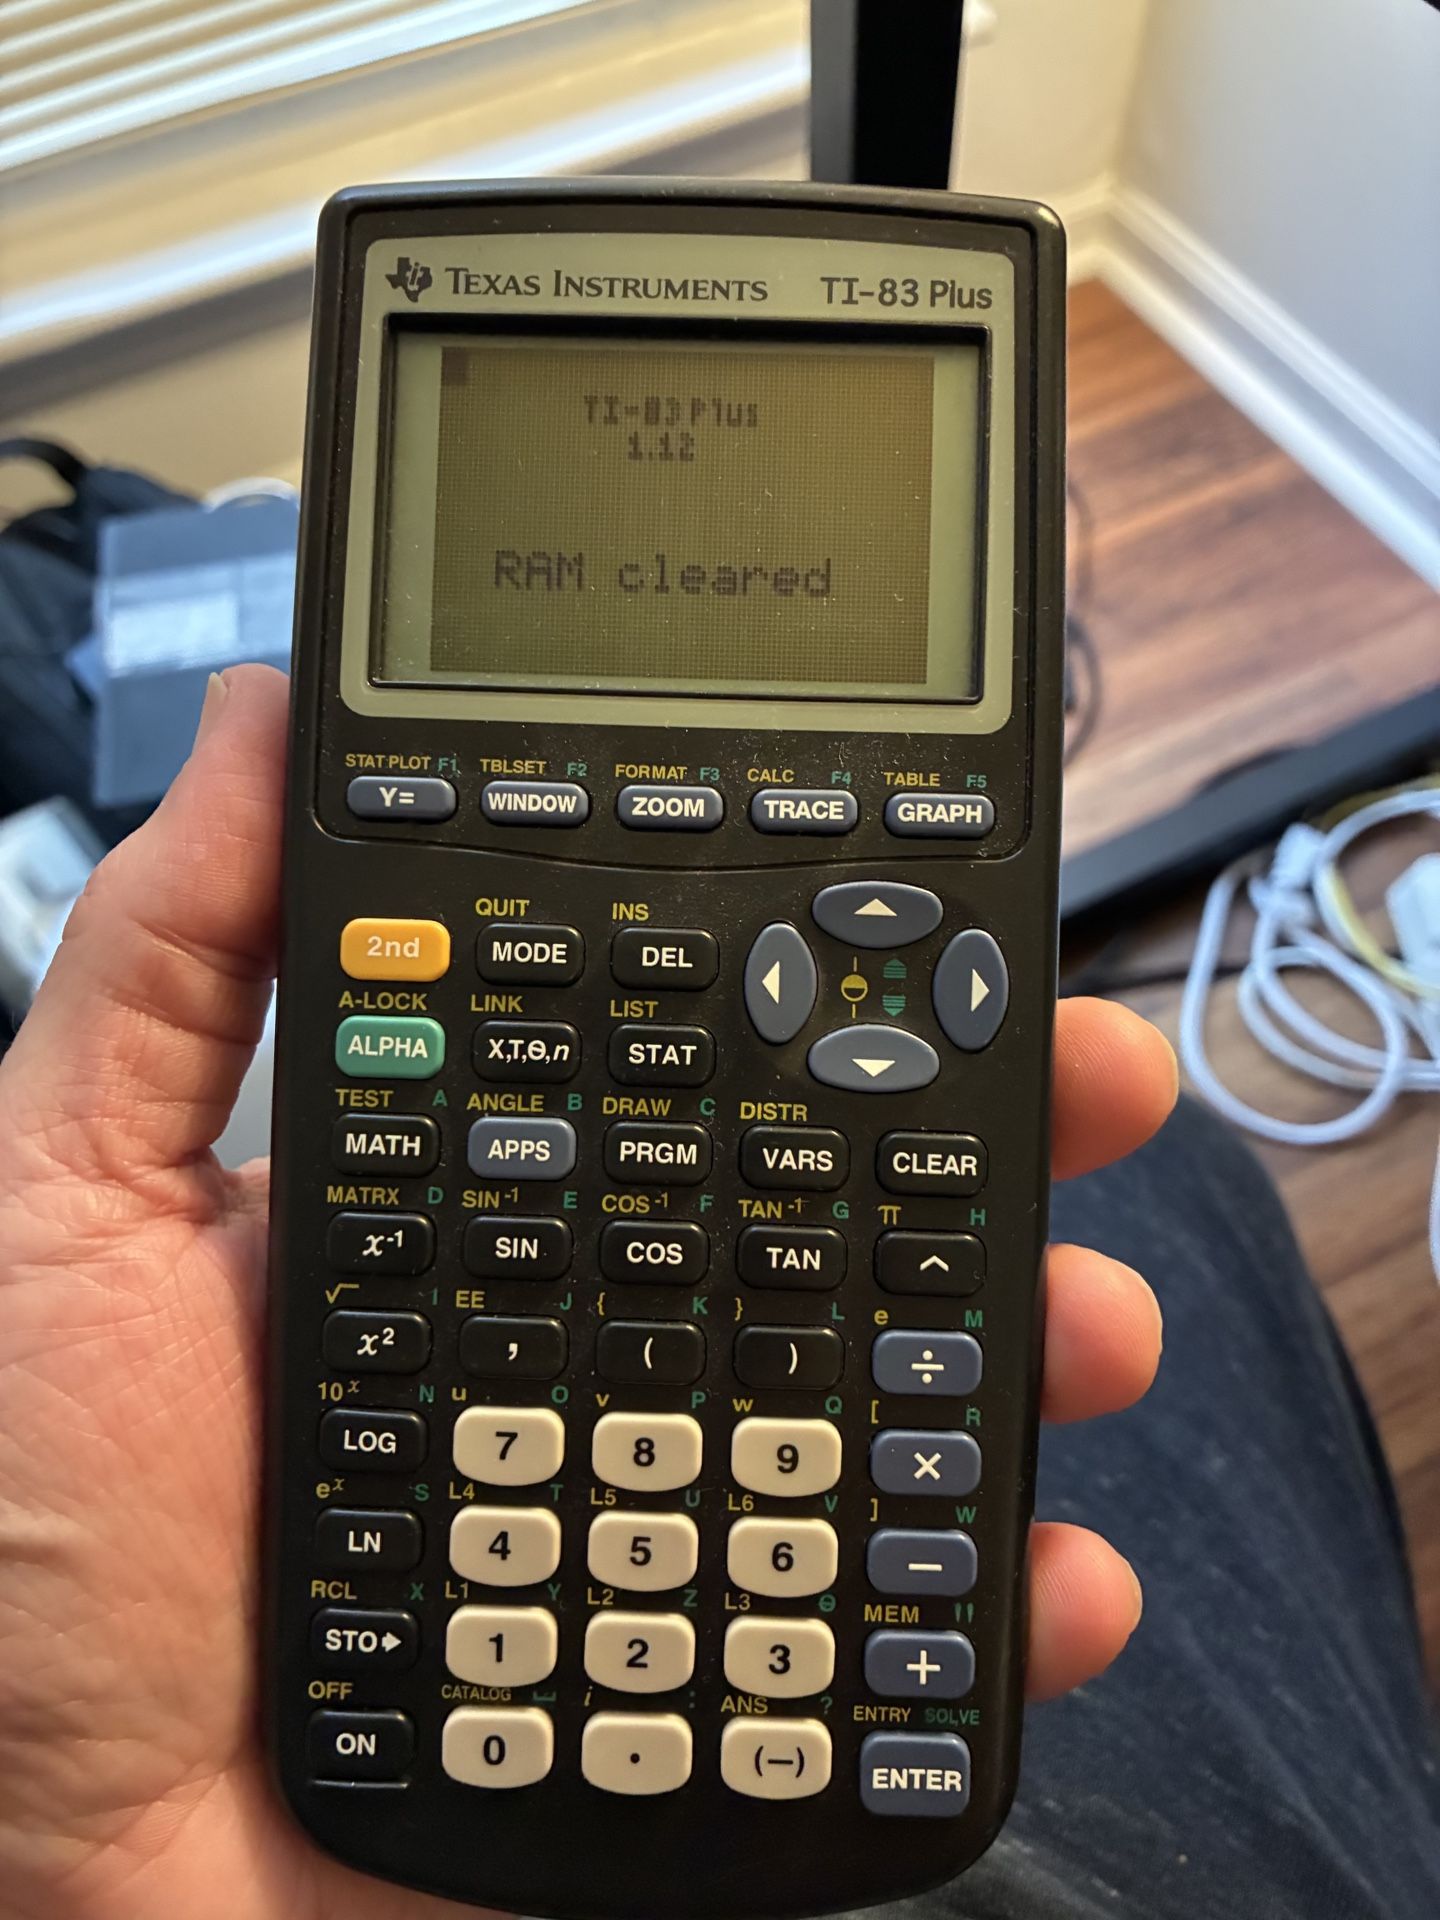 TEXAS INSTRUMENTS TI-83 Plus
TI-83 Plus
1.12
RAM cleared
STAT PLOT F1 TBLSET F2 FORMAT F3 CALC F4 TABLE F5
Y= WINDOW ZOOM TRACE GRAPH
QUIT INS
2nd MODE DEL
A-LOCK LINK LIST
ALPHA X,T,Θ,n STAT
TEST A ANGLE B DRAW C DISTR
MATH APPS PRGM VARS CLEAR
MATRX D SIN⁻¹ E COS⁻¹ F TAN⁻¹ G π H
x⁻¹ SIN COS TAN ^
√ I EE J { K } L e M
x² , ( ) ÷
10ˣ N u O v P w Q [ R
LOG 7 8 9 ×
eˣ S L4 T L5 U L6 V ] W
LN 4 5 6 −
RCL X L1 Y L2 Z L3 Θ MEM "
STO► 1 2 3 +
OFF CATALOG ⎵ i : ANS ? ENTRY SOLVE
ON 0 . (−) ENTER